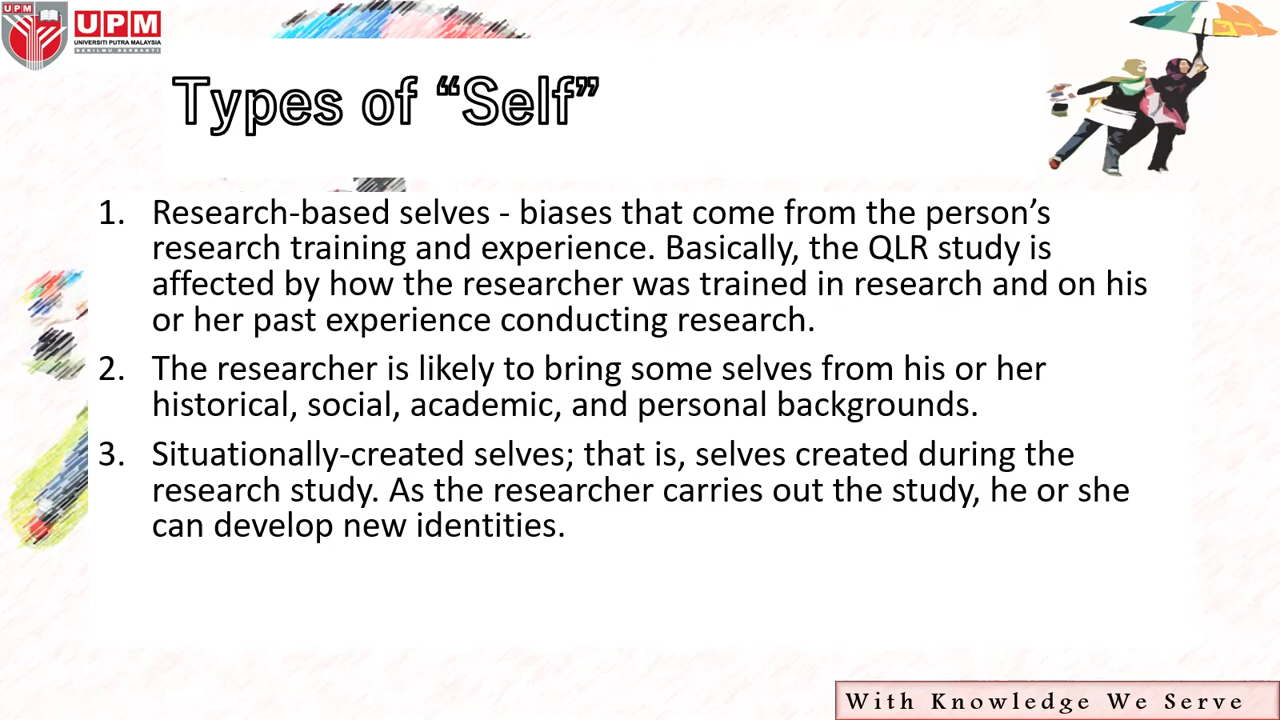 UPM
UPM
UNIVERSITI PUTRA MALAYSIA
BERILMU BERBAKTI
Types of “Self”
1. Research-based selves - biases that come from the person’s
research training and experience. Basically, the QLR study is
affected by how the researcher was trained in research and on his
or her past experience conducting research.
2. The researcher is likely to bring some selves from his or her
historical, social, academic, and personal backgrounds.
3. Situationally-created selves; that is, selves created during the
research study. As the researcher carries out the study, he or she
can develop new identities.
With Knowledge We Serve